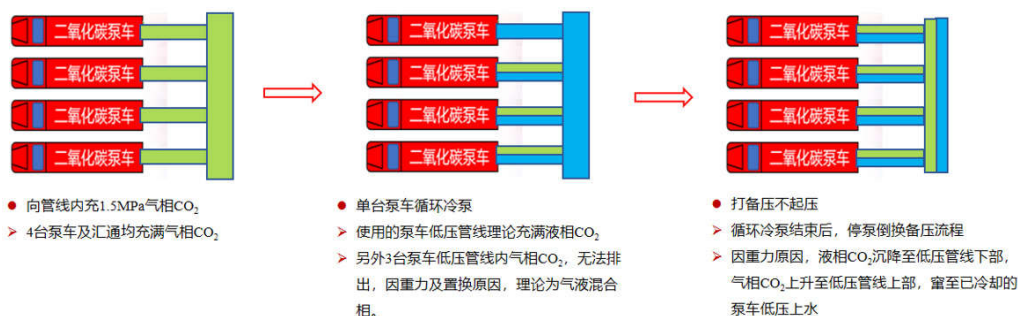 二氧化碳泵车
二氧化碳泵车
二氧化碳泵车
二氧化碳泵车
● 向管线内充1.5MPa气相CO₂
➢ 4台泵车及汇通均充满气相CO₂
二氧化碳泵车
二氧化碳泵车
二氧化碳泵车
二氧化碳泵车
● 单台泵车循环冷泵
➢ 使用的泵车低压管线理论充满液相CO₂
➢ 另外3台泵车低压管线内气相CO₂，无法排
出，因重力及置换原因，理论为气液混合
相。
二氧化碳泵车
二氧化碳泵车
二氧化碳泵车
二氧化碳泵车
● 打备压不起压
➢ 循环冷泵结束后，停泵倒换备压流程
➢ 因重力原因，液相CO₂沉降至低压管线下部，
气相CO₂上升至低压管线上部，窜至已冷却的
泵车低压上水